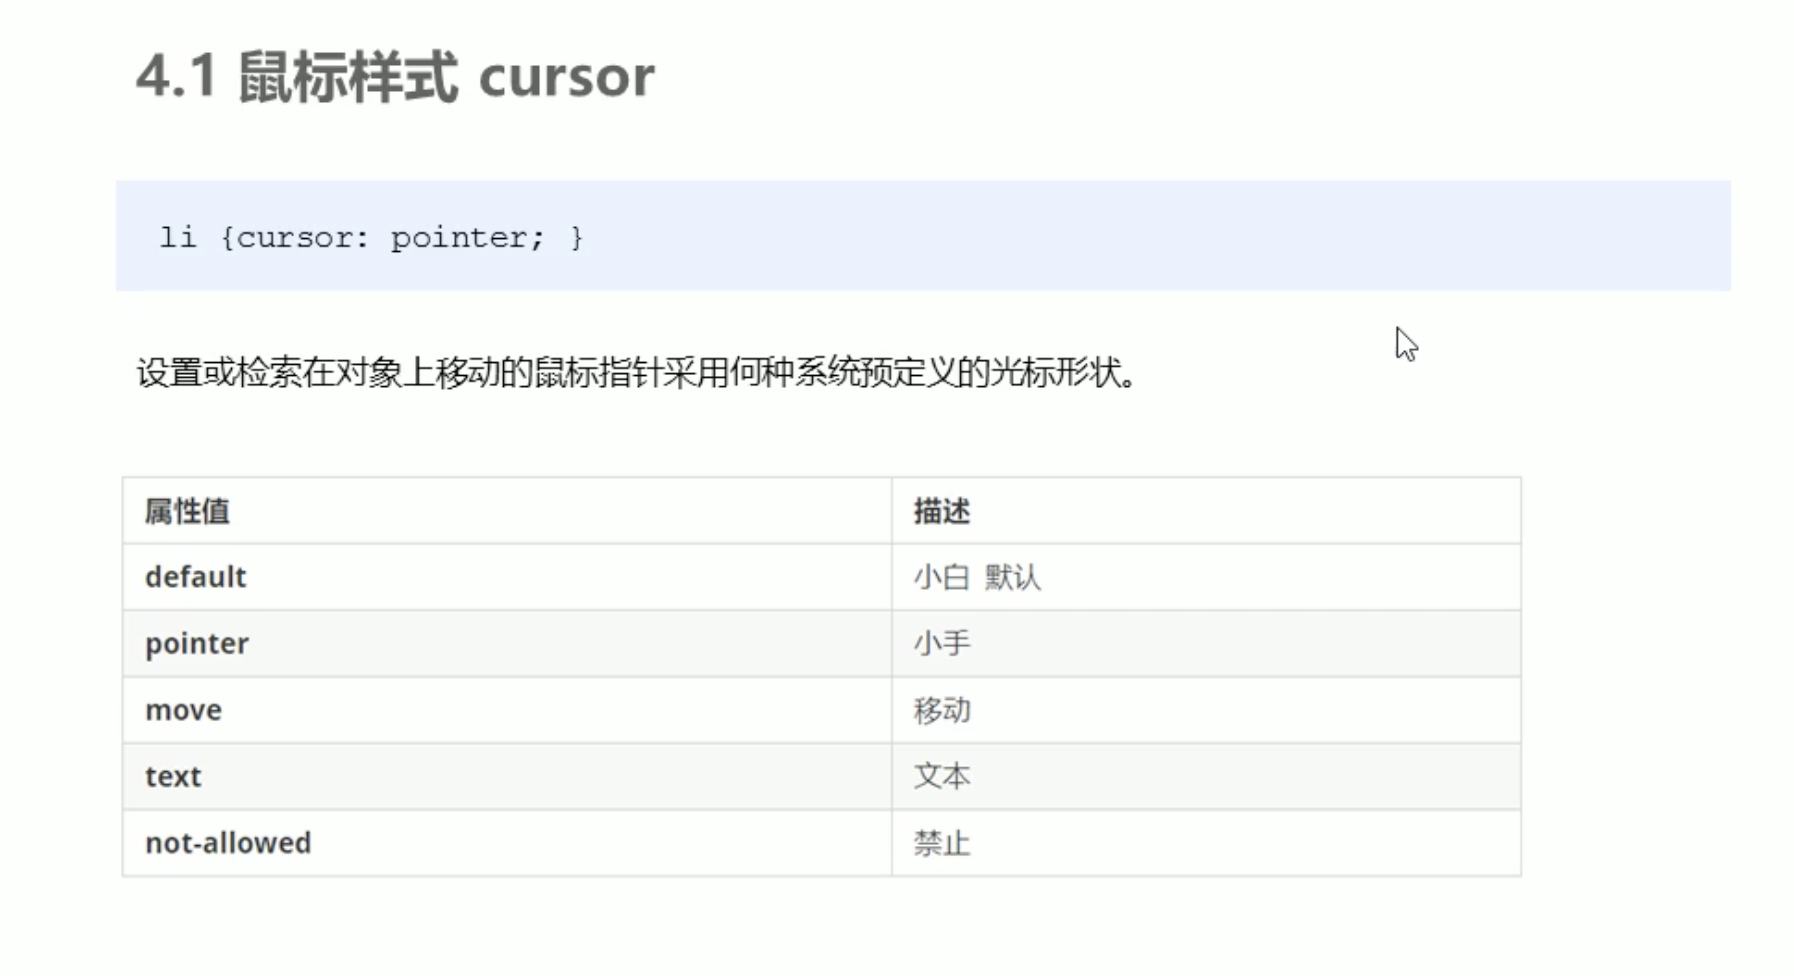 4.1 鼠标样式 cursor
li {cursor: pointer; }
设置或检索在对象上移动的鼠标指针采用何种系统预定义的光标形状。
属性值 描述
default 小白 默认
pointer 小手
move 移动
text 文本
not-allowed 禁止